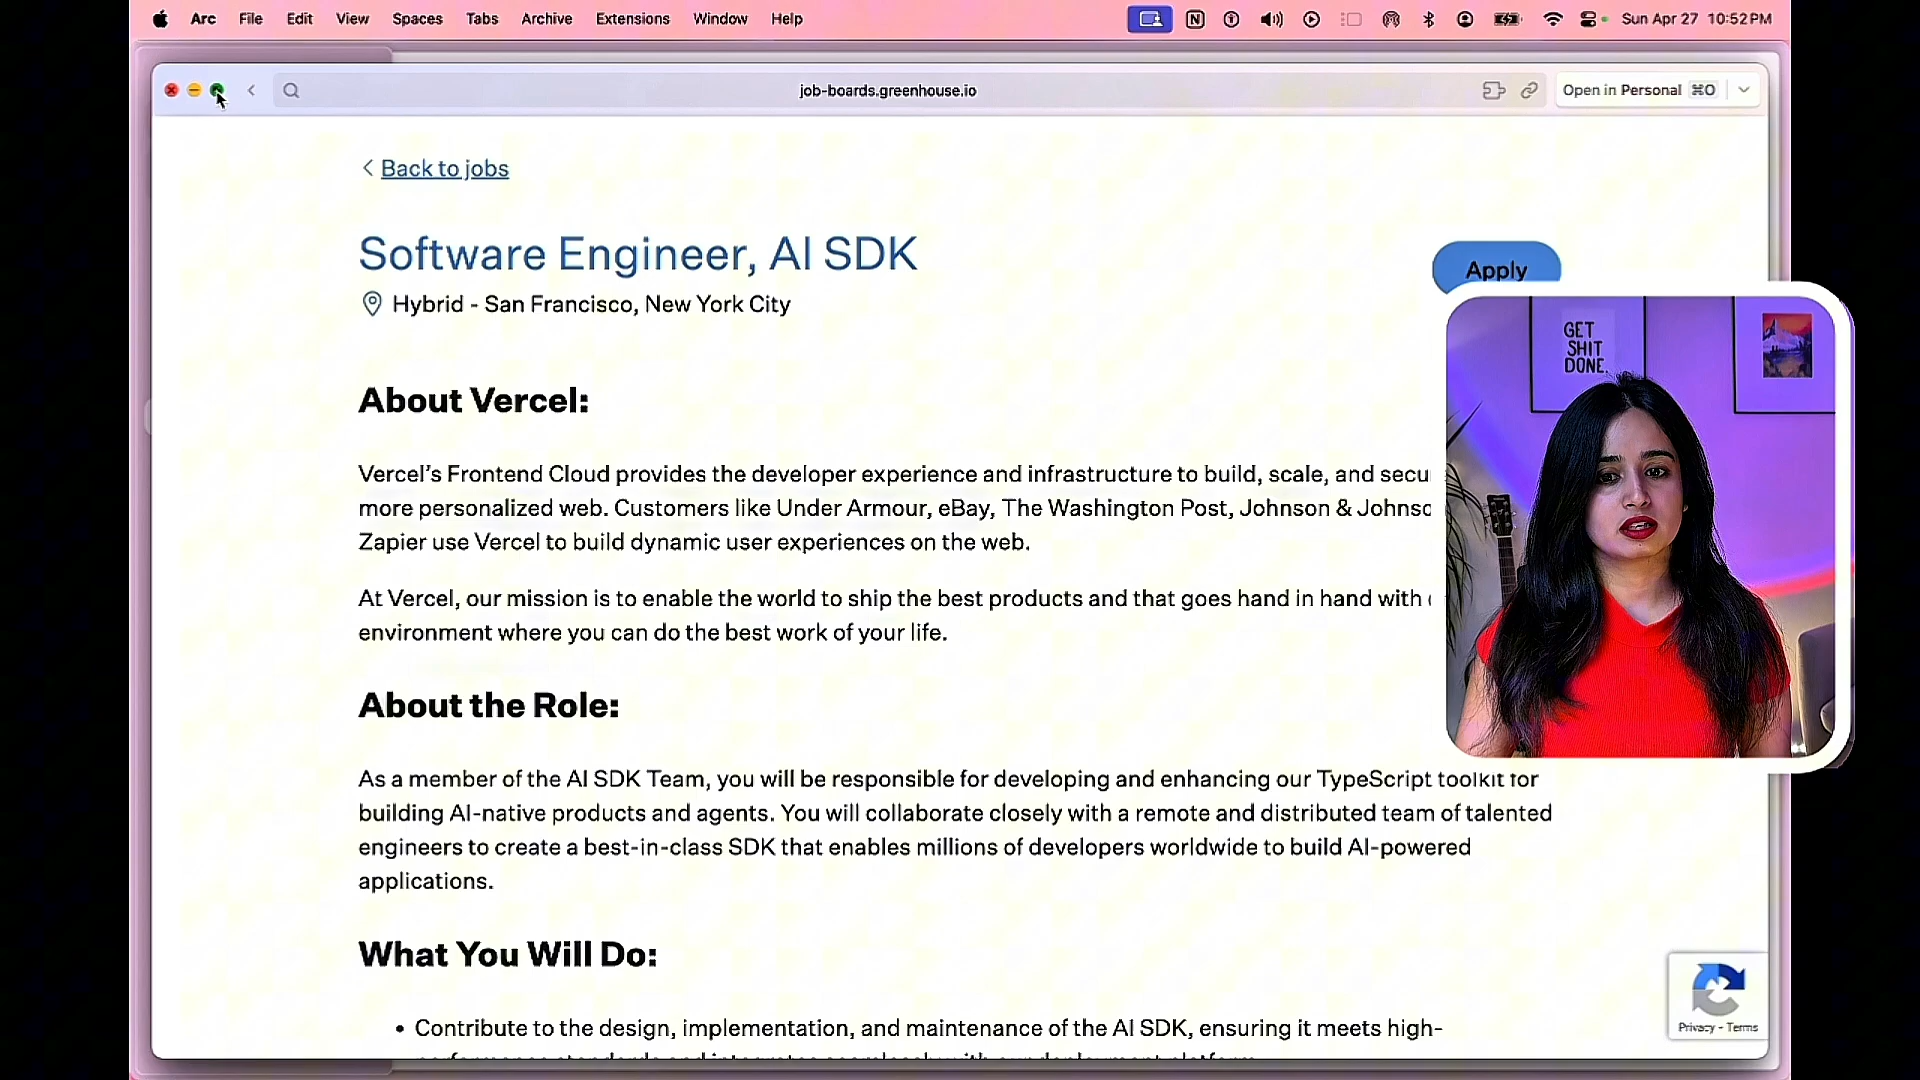 Arc File Edit View Spaces Tabs Archive Extensions Window Help Sun Apr 27 10:52 PM
job-boards.greenhouse.io
Open in Personal ⌘O
Back to jobs
Software Engineer, AI SDK
Apply
Hybrid - San Francisco, New York City
GET
SHIT
DONE.
About Vercel:
Vercel's Frontend Cloud provides the developer experience and infrastructure to build, scale, and secu
more personalized web. Customers like Under Armour, eBay, The Washington Post, Johnson & Johnso
Zapier use Vercel to build dynamic user experiences on the web.
At Vercel, our mission is to enable the world to ship the best products and that goes hand in hand with
environment where you can do the best work of your life.
About the Role:
As a member of the AI SDK Team, you will be responsible for developing and enhancing our TypeScript toolkit for
building AI-native products and agents. You will collaborate closely with a remote and distributed team of talented
engineers to create a best-in-class SDK that enables millions of developers worldwide to build AI-powered
applications.
What You Will Do:
• Contribute to the design, implementation, and maintenance of the AI SDK, ensuring it meets high-
Privacy - Terms